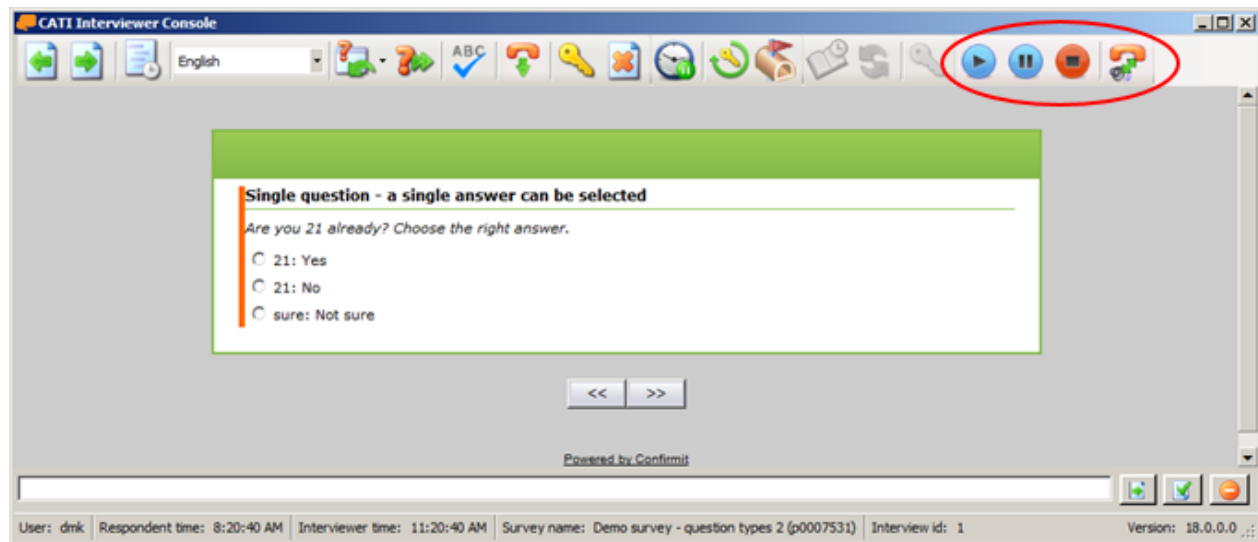 CATI Interviewer Console
English
ABC
Single question - a single answer can be selected
Are you 21 already? Choose the right answer.
21: Yes
21: No
sure: Not sure
<< >>
Powered by Confirmit
User: dmk Respondent time: 8:20:40 AM Interviewer time: 11:20:40 AM Survey name: Demo survey - question types 2 (p0007531) Interview id: 1 Version: 18.0.0.0